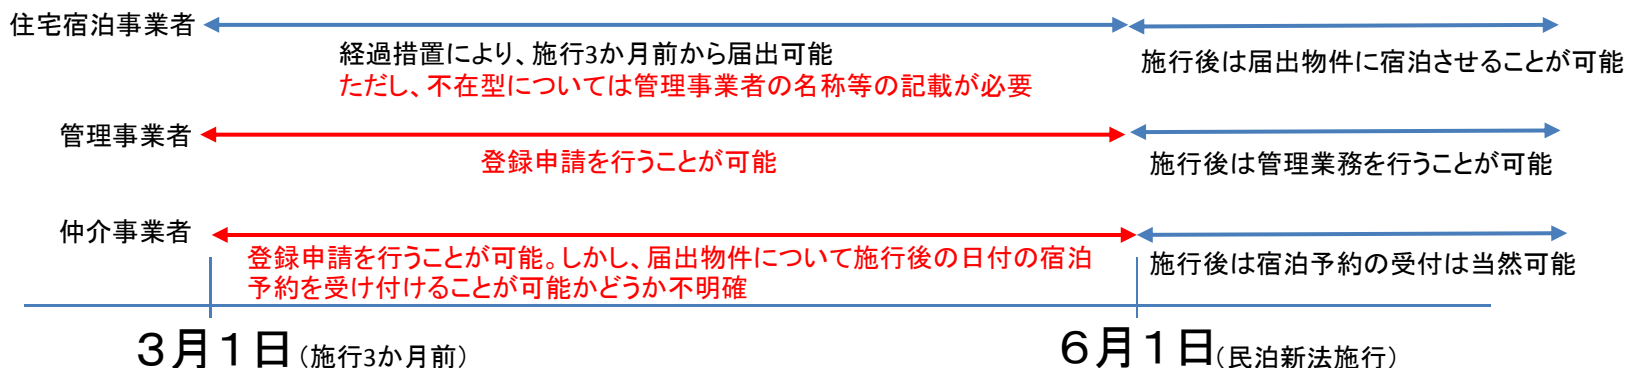 住宅宿泊事業者
経過措置により、施行3か月前から届出可能
ただし、不在型については管理事業者の名称等の記載が必要
施行後は届出物件に宿泊させることが可能
管理事業者
登録申請を行うことが可能
施行後は管理業務を行うことが可能
仲介事業者
登録申請を行うことが可能。しかし、届出物件について施行後の日付の宿泊
予約を受け付けることが可能かどうか不明確
施行後は宿泊予約の受付は当然可能
３月１日（施行3か月前）
６月１日（民泊新法施行）